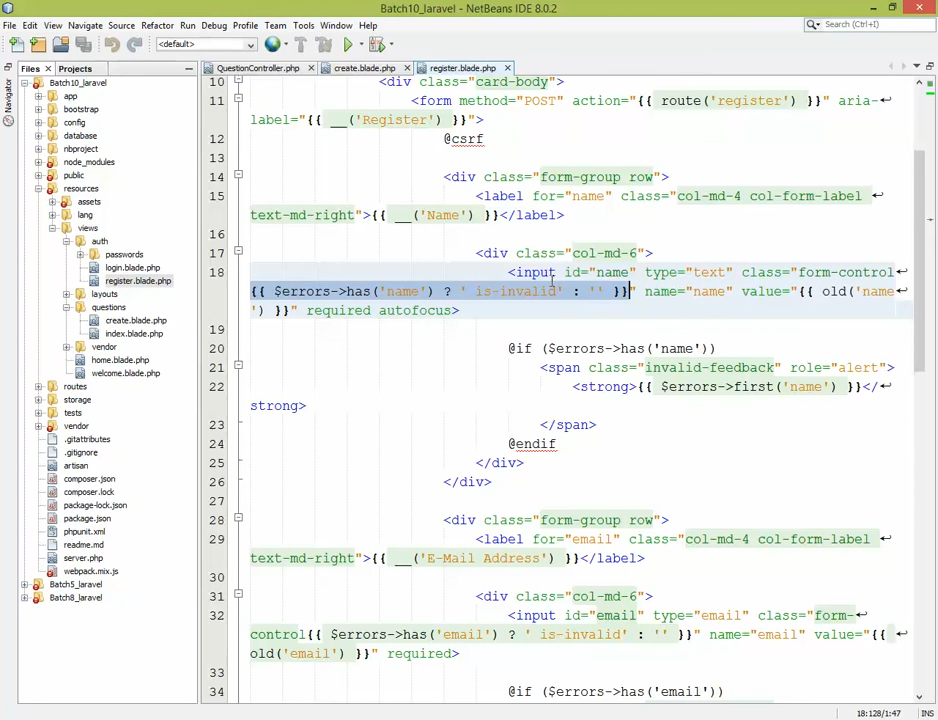 Batch10_laravel - NetBeans IDE 8.0.2
File Edit View Navigate Source Refactor Run Debug Profile Team Tools Window Help
Search (Ctrl+I)
<default>
Files Projects
QuestionController.php create.blade.php register.blade.php
Navigator
Batch10_laravel
app
bootstrap
config
database
nbproject
node_modules
public
resources
assets
lang
views
auth
passwords
login.blade.php
register.blade.php
layouts
questions
create.blade.php
index.blade.php
vendor
home.blade.php
welcome.blade.php
routes
storage
tests
vendor
.gitattributes
.gitignore
artisan
composer.json
composer.lock
package-lock.json
package.json
phpunit.xml
readme.md
server.php
webpack.mix.js
Batch5_laravel
Batch8_laravel
10 <div class="card-body">
11 <form method="POST" action="{{ route('register') }}" aria-
label="{{ __('Register') }}">
12 @csrf
13
14 <div class="form-group row">
15 <label for="name" class="col-md-4 col-form-label
text-md-right">{{ __('Name') }}</label>
16
17 <div class="col-md-6">
18 <input id="name" type="text" class="form-control
{{ $errors->has('name') ? ' is-invalid' : '' }}" name="name" value="{{ old('name
') }}" required autofocus>
19
20 @if ($errors->has('name'))
21 <span class="invalid-feedback" role="alert">
22 <strong>{{ $errors->first('name') }}</
strong>
23 </span>
24 @endif
25 </div>
26 </div>
27
28 <div class="form-group row">
29 <label for="email" class="col-md-4 col-form-label
text-md-right">{{ __('E-Mail Address') }}</label>
30
31 <div class="col-md-6">
32 <input id="email" type="email" class="form-
control{{ $errors->has('email') ? ' is-invalid' : '' }}" name="email" value="{{
old('email') }}" required>
33
34 @if ($errors->has('email'))
18:128/1:47 INS